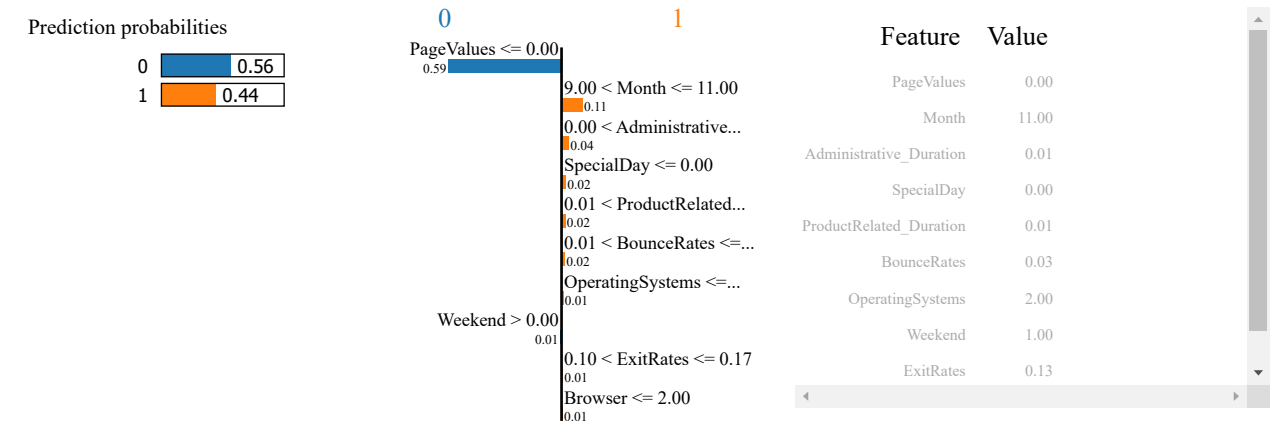 Prediction probabilities
0 0.56
1 0.44
0 1
PageValues <= 0.00
0.59
9.00 < Month <= 11.00
0.11
0.00 < Administrative...
0.04
SpecialDay <= 0.00
0.02
0.01 < ProductRelated...
0.02
0.01 < BounceRates <=...
0.02
OperatingSystems <=...
0.01
Weekend > 0.00
0.01
0.10 < ExitRates <= 0.17
0.01
Browser <= 2.00
0.01
Feature Value
PageValues 0.00
Month 11.00
Administrative_Duration 0.01
SpecialDay 0.00
ProductRelated_Duration 0.01
BounceRates 0.03
OperatingSystems 2.00
Weekend 1.00
ExitRates 0.13